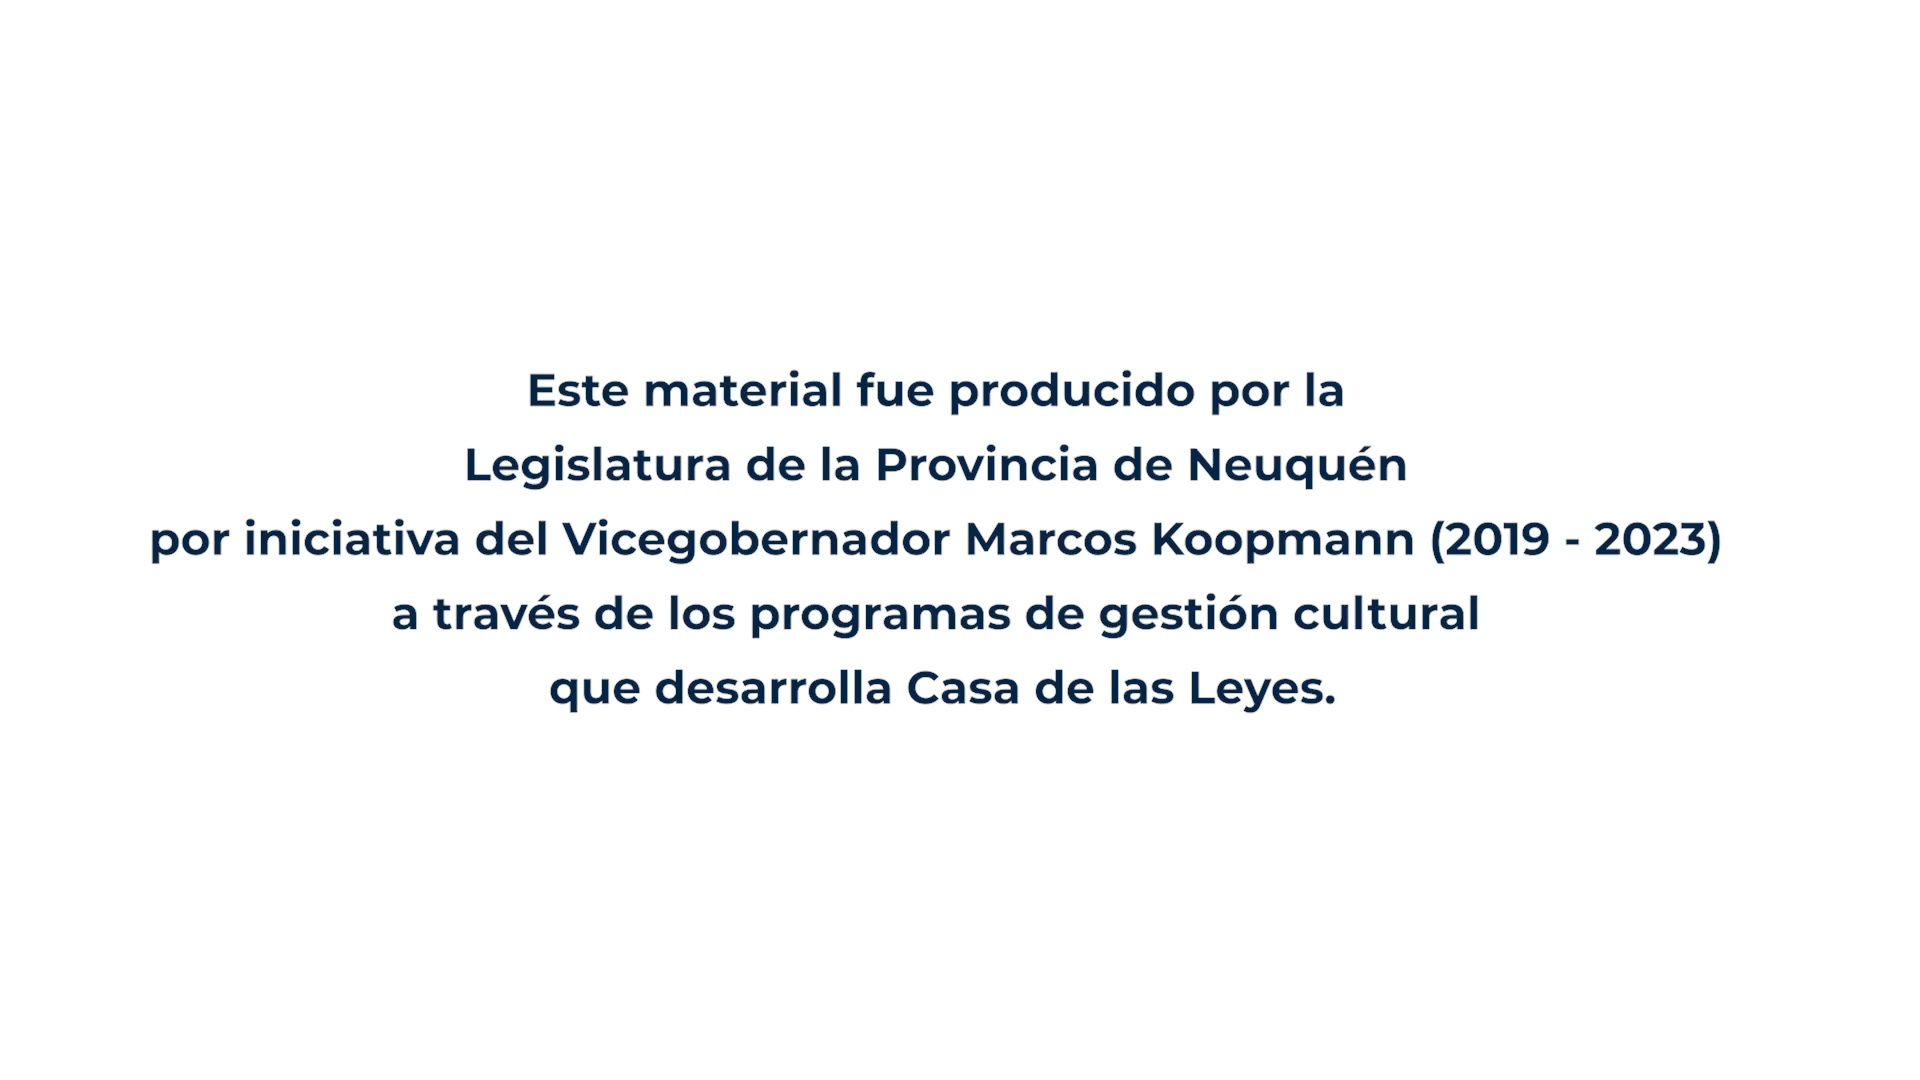 Este material fue producido por la
Legislatura de la Provincia de Neuquén
por iniciativa del Vicegobernador Marcos Koopmann (2019 - 2023)
a través de los programas de gestión cultural
que desarrolla Casa de las Leyes.